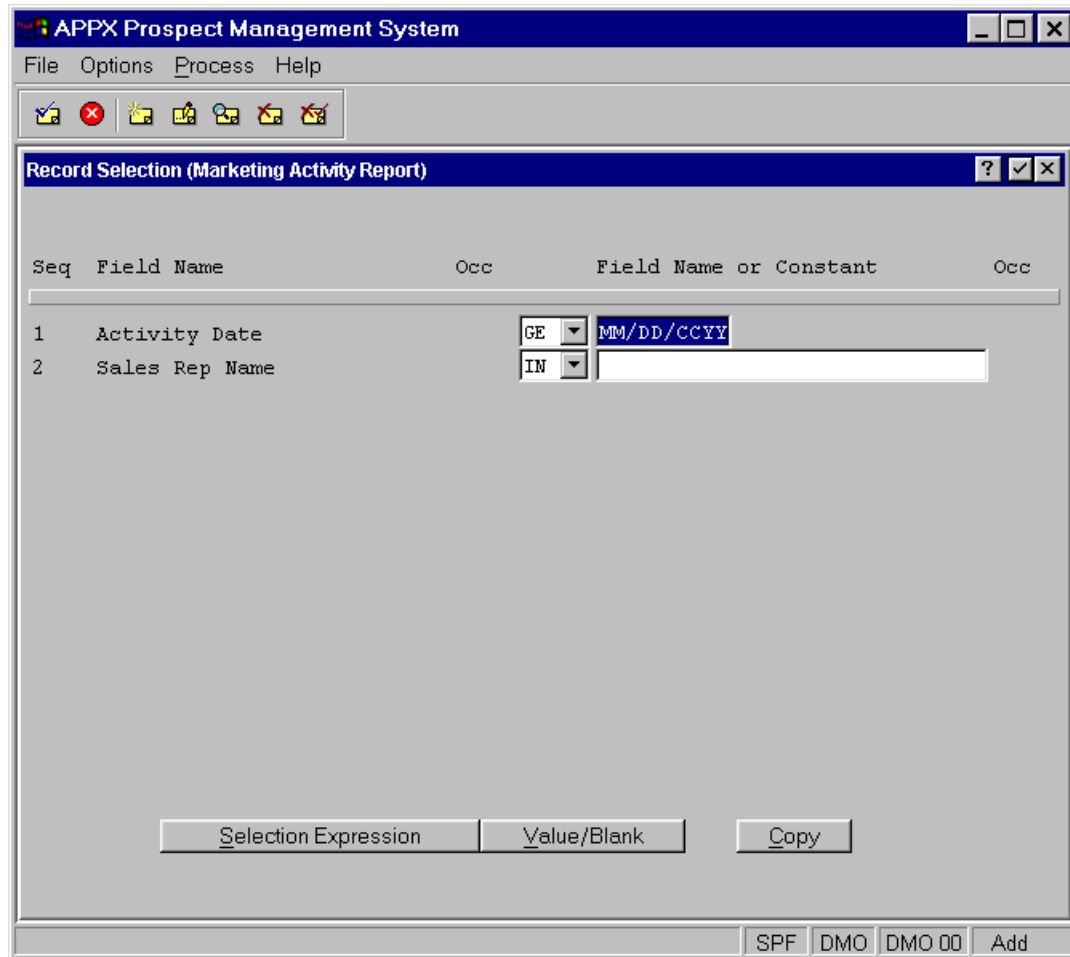 APPX Prospect Management System
File Options Process Help
Record Selection (Marketing Activity Report)
Seq Field Name Occ Field Name or Constant Occ
1 Activity Date GE MM/DD/CCYY
2 Sales Rep Name IN
Selection Expression Value/Blank Copy
SPF DMO DMO 00 Add